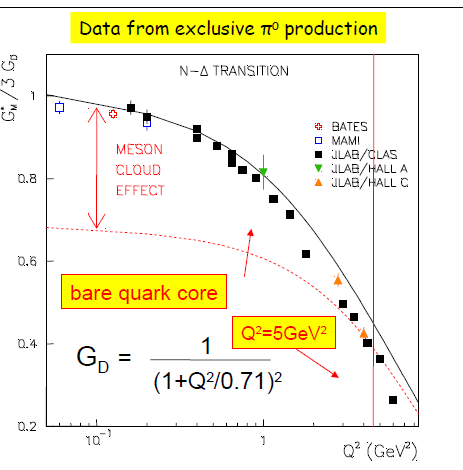 Data from exclusive π⁰ production
G*M/3 GD
N-Δ TRANSITION
1
BATES
MAMI
JLAB/CLAS
JLAB/HALL A
JLAB/HALL C
MESON
CLOUD
EFFECT
0.8
0.6
bare quark core
Q²=5GeV²
GD = 1
(1+Q²/0.71)²
0.4
0.2
10⁻¹ 1 Q² (GeV²)